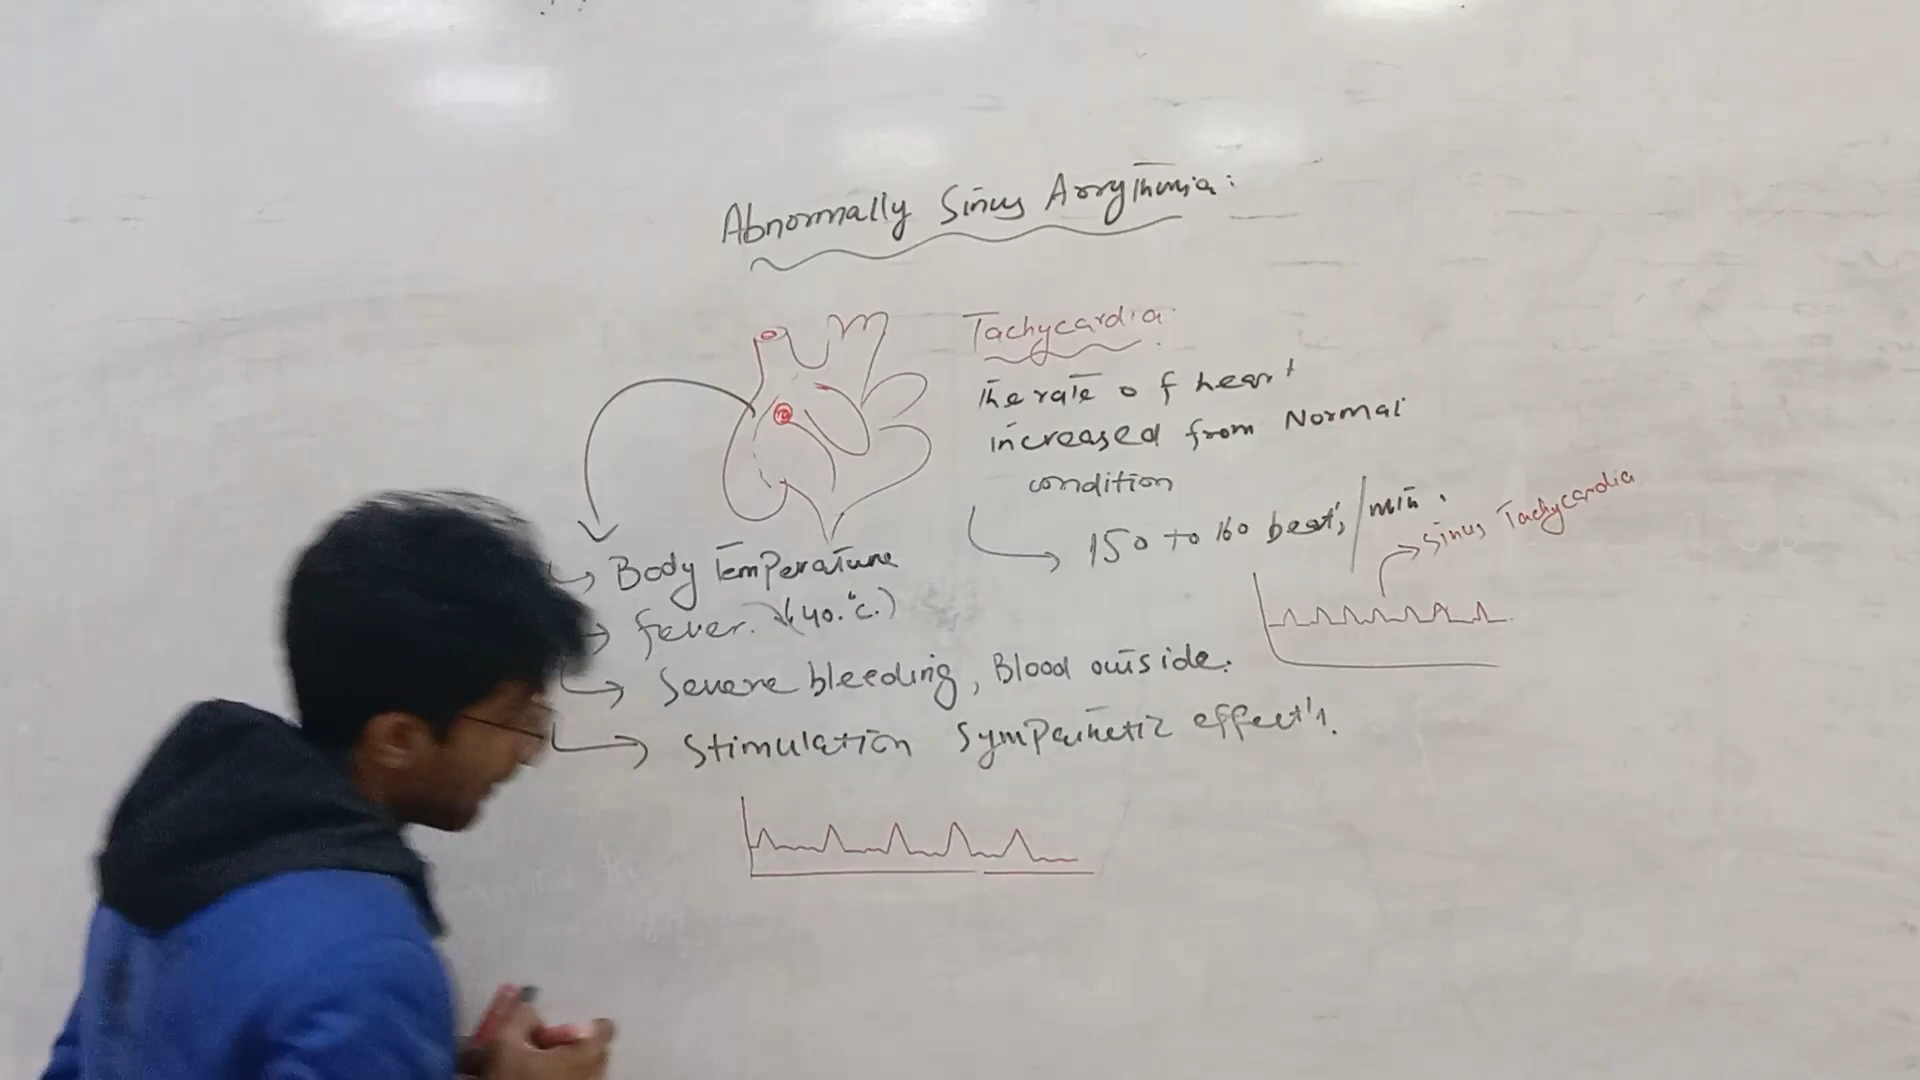 Abnormally Sinus Arrythmia:
Tachycardia
The rate of heart
increased from Normal
condition
150 to 160 beat's/min.
Sinus Tachycardia
Body Temperature
fever. (40.°C.)
Severe bleeding, Blood outside.
Stimulation Sympathetic effect's.